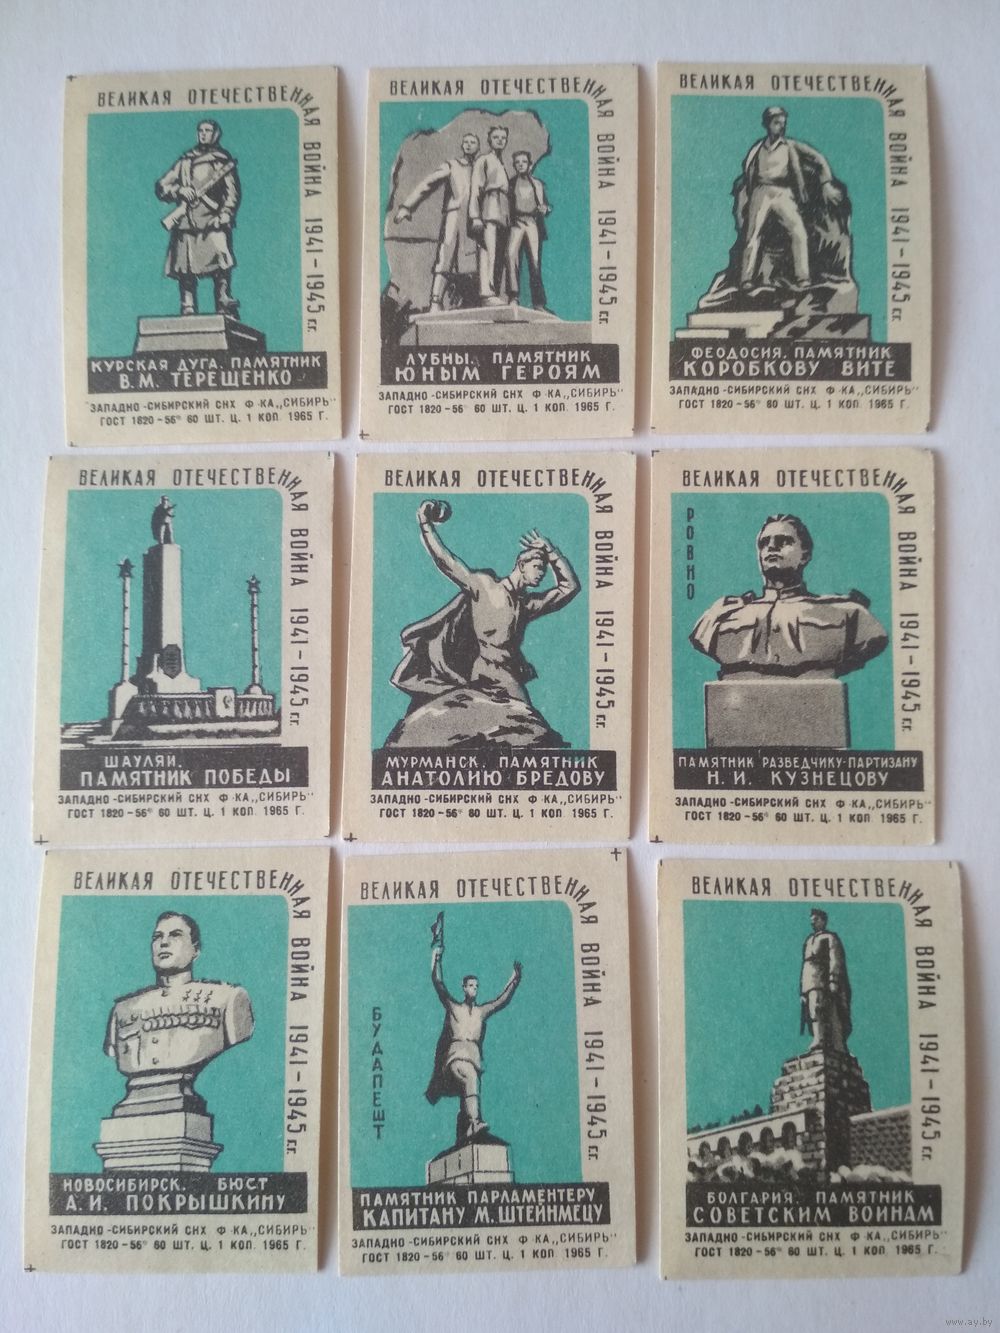 ВЕЛИКАЯ ОТЕЧЕСТВЕННАЯ ВОЙНА 1941-1945 г.г.
КУРСКАЯ ДУГА. ПАМЯТНИК
В.М. ТЕРЕЩЕНКО
ЗАПАДНО-СИБИРСКИЙ СНХ Ф-КА „СИБИРЬ"
ГОСТ 1820-56* 60 ШТ. Ц. 1 КОП. 1965 Г.
ВЕЛИКАЯ ОТЕЧЕСТВЕННАЯ ВОЙНА 1941-1945 г.г.
ЛУБНЫ. ПАМЯТНИК
ЮНЫМ ГЕРОЯМ
ЗАПАДНО-СИБИРСКИЙ СНХ Ф-КА „СИБИРЬ"
ГОСТ 1820-56* 60 ШТ. Ц. 1 КОП. 1965 Г.
ВЕЛИКАЯ ОТЕЧЕСТВЕННАЯ ВОЙНА 1941-1945 г.г.
ФЕОДОСИЯ. ПАМЯТНИК
КОРОБКОВУ ВИТЕ
ЗАПАДНО-СИБИРСКИЙ СНХ Ф-КА „СИБИРЬ"
ГОСТ 1820-56* 60 ШТ. Ц. 1 КОП. 1965 Г.
ВЕЛИКАЯ ОТЕЧЕСТВЕННАЯ ВОЙНА 1941-1945 г.г.
ШАУЛЯЙ.
ПАМЯТНИК ПОБЕДЫ
ЗАПАДНО-СИБИРСКИЙ СНХ Ф-КА „СИБИРЬ"
ГОСТ 1820-56* 60 ШТ. Ц. 1 КОП. 1965 Г.
ВЕЛИКАЯ ОТЕЧЕСТВЕННАЯ ВОЙНА 1941-1945 г.г.
МУРМАНСК. ПАМЯТНИК
АНАТОЛИЮ БРЕДОВУ
ЗАПАДНО-СИБИРСКИЙ СНХ Ф-КА „СИБИРЬ"
ГОСТ 1820-56* 60 ШТ. Ц. 1 КОП. 1965 Г.
ВЕЛИКАЯ ОТЕЧЕСТВЕННАЯ ВОЙНА 1941-1945 г.г.
РОВНО
ПАМЯТНИК РАЗВЕДЧИКУ-ПАРТИЗАНУ
Н.И. КУЗНЕЦОВУ
ЗАПАДНО-СИБИРСКИЙ СНХ Ф-КА „СИБИРЬ"
ГОСТ 1820-56* 60 ШТ. Ц. 1 КОП. 1965 Г.
ВЕЛИКАЯ ОТЕЧЕСТВЕННАЯ ВОЙНА 1941-1945 г.г.
НОВОСИБИРСК. БЮСТ
А.И. ПОКРЫШКИНУ
ЗАПАДНО-СИБИРСКИЙ СНХ Ф-КА „СИБИРЬ"
ГОСТ 1820-56* 60 ШТ. Ц. 1 КОП. 1965 Г.
ВЕЛИКАЯ ОТЕЧЕСТВЕННАЯ ВОЙНА 1941-1945 г.г.
БУДАПЕШТ
ПАМЯТНИК ПАРЛАМЕНТЕРУ
КАПИТАНУ М. ШТЕЙНМЕЦУ
ЗАПАДНО-СИБИРСКИЙ СНХ Ф-КА „СИБИРЬ"
ГОСТ 1820-56* 60 ШТ. Ц. 1 КОП. 1965 Г.
ВЕЛИКАЯ ОТЕЧЕСТВЕННАЯ ВОЙНА 1941-1945 г.г.
БОЛГАРИЯ. ПАМЯТНИК
СОВЕТСКИМ ВОИНАМ
ЗАПАДНО-СИБИРСКИЙ СНХ Ф-КА „СИБИРЬ"
ГОСТ 1820-56* 60 ШТ. Ц. 1 КОП. 1965 Г.
www.ay.by